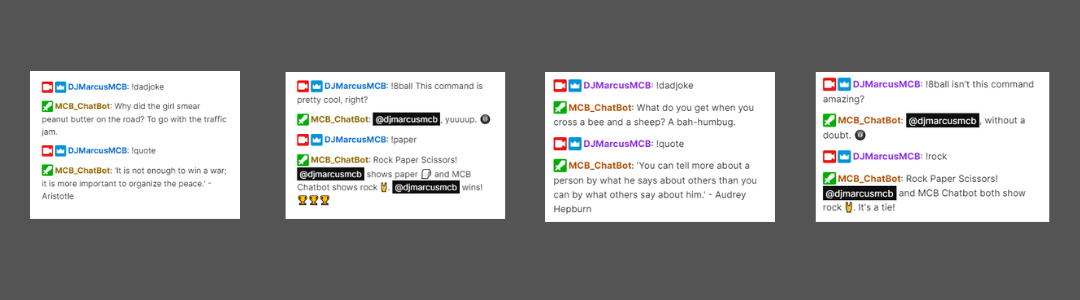 DJMarcusMCB: !dadjoke
MCB_ChatBot: Why did the girl smear
peanut butter on the road? To go with the traffic
jam.
DJMarcusMCB: !quote
MCB_ChatBot: 'It is not enough to win a war;
it is more important to organize the peace.' -
Aristotle
DJMarcusMCB: !8ball This command is
pretty cool, right?
MCB_ChatBot: @djmarcusmcb, yuuuup. 🎱
DJMarcusMCB: !paper
MCB_ChatBot: Rock Paper Scissors!
@djmarcusmcb shows paper and MCB
Chatbot shows rock 🤘. @djmarcusmcb wins!
🏆🏆🏆
DJMarcusMCB: !dadjoke
MCB_ChatBot: What do you get when you
cross a bee and a sheep? A bah-humbug.
DJMarcusMCB: !quote
MCB_ChatBot: 'You can tell more about a
person by what he says about others than you
can by what others say about him.' - Audrey
Hepburn
DJMarcusMCB: !8ball isn't this command
amazing?
MCB_ChatBot: @djmarcusmcb, without a
doubt. 🎱
DJMarcusMCB: !rock
MCB_ChatBot: Rock Paper Scissors!
@djmarcusmcb and MCB Chatbot both show
rock 🤘. It's a tie!